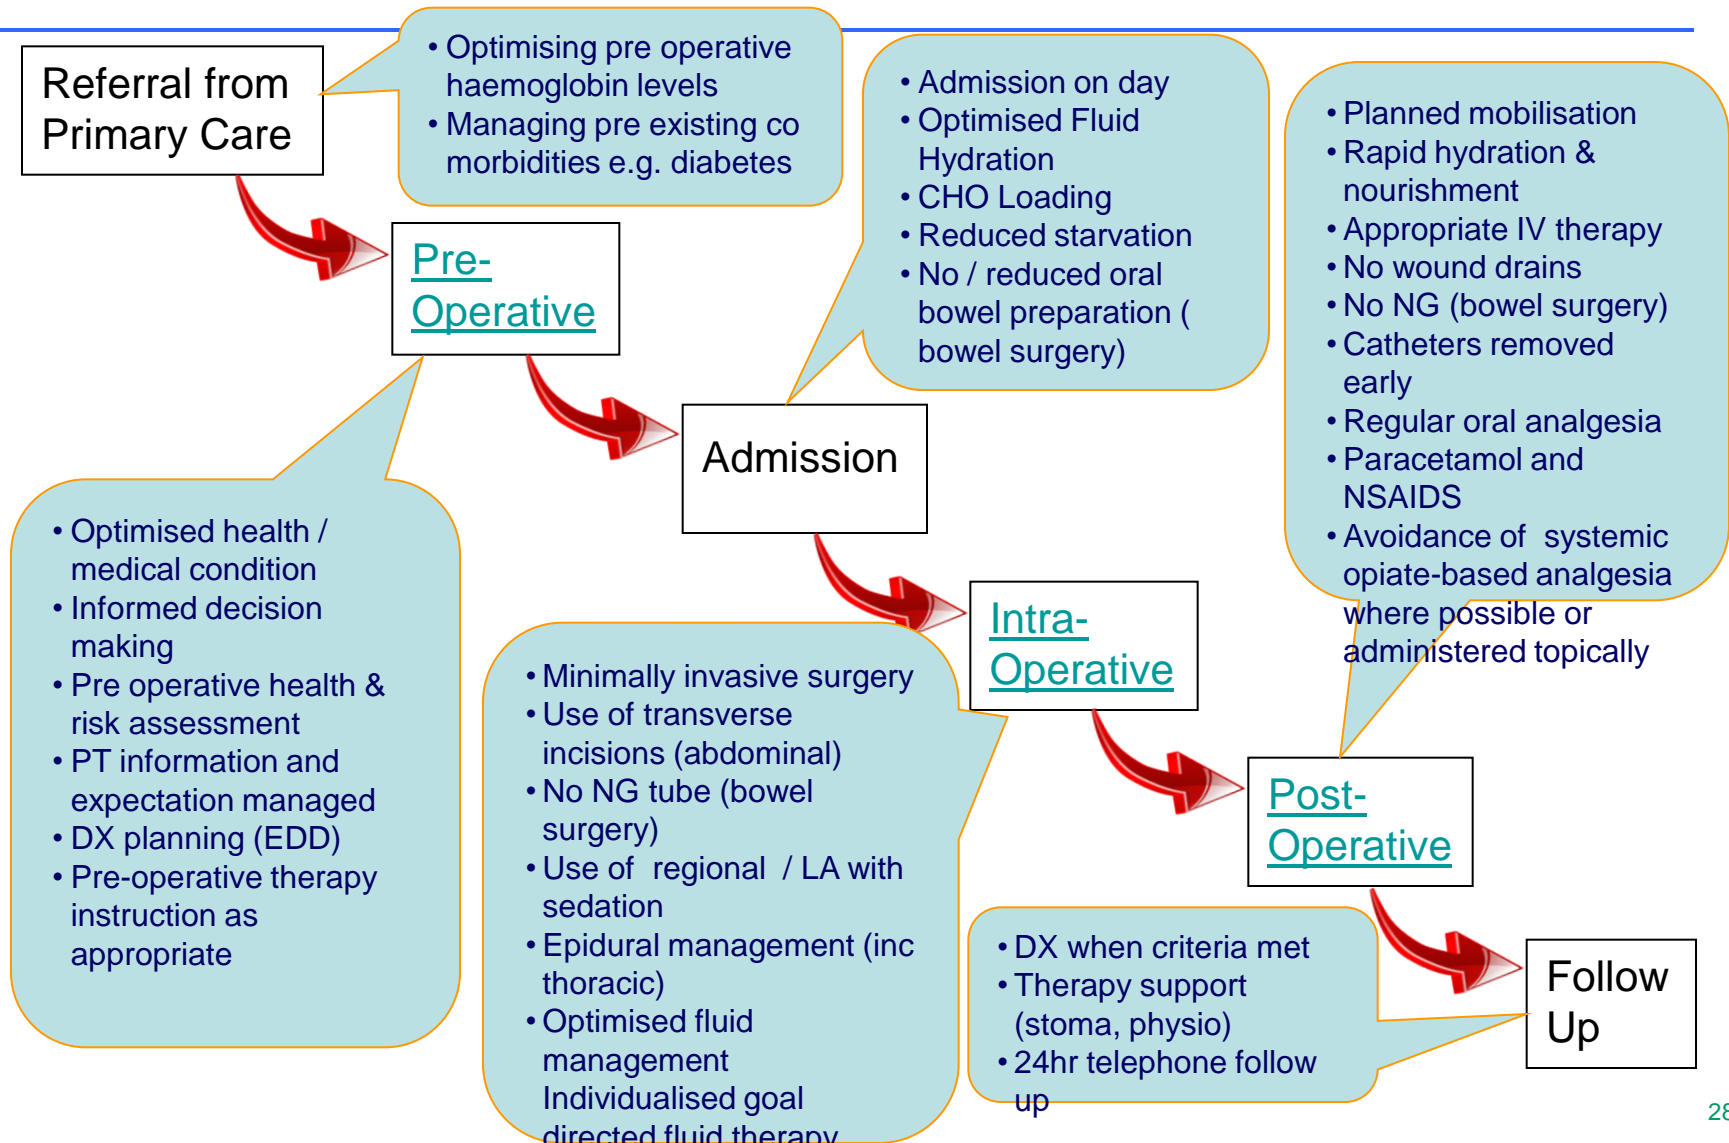 Referral from
Primary Care
• Optimising pre operative
haemoglobin levels
• Managing pre existing co
morbidities e.g. diabetes
Pre-
Operative
• Optimised health /
medical condition
• Informed decision
making
• Pre operative health &
risk assessment
• PT information and
expectation managed
• DX planning (EDD)
• Pre-operative therapy
instruction as
appropriate
• Admission on day
• Optimised Fluid
Hydration
• CHO Loading
• Reduced starvation
• No / reduced oral
bowel preparation (
bowel surgery)
Admission
Intra-
Operative
• Minimally invasive surgery
• Use of transverse
incisions (abdominal)
• No NG tube (bowel
surgery)
• Use of regional / LA with
sedation
• Epidural management (inc
thoracic)
• Optimised fluid
management
Individualised goal
directed fluid therapy
• Planned mobilisation
• Rapid hydration &
nourishment
• Appropriate IV therapy
• No wound drains
• No NG (bowel surgery)
• Catheters removed
early
• Regular oral analgesia
• Paracetamol and
NSAIDS
• Avoidance of systemic
opiate-based analgesia
where possible or
administered topically
Post-
Operative
• DX when criteria met
• Therapy support
(stoma, physio)
• 24hr telephone follow
up
Follow
Up
28